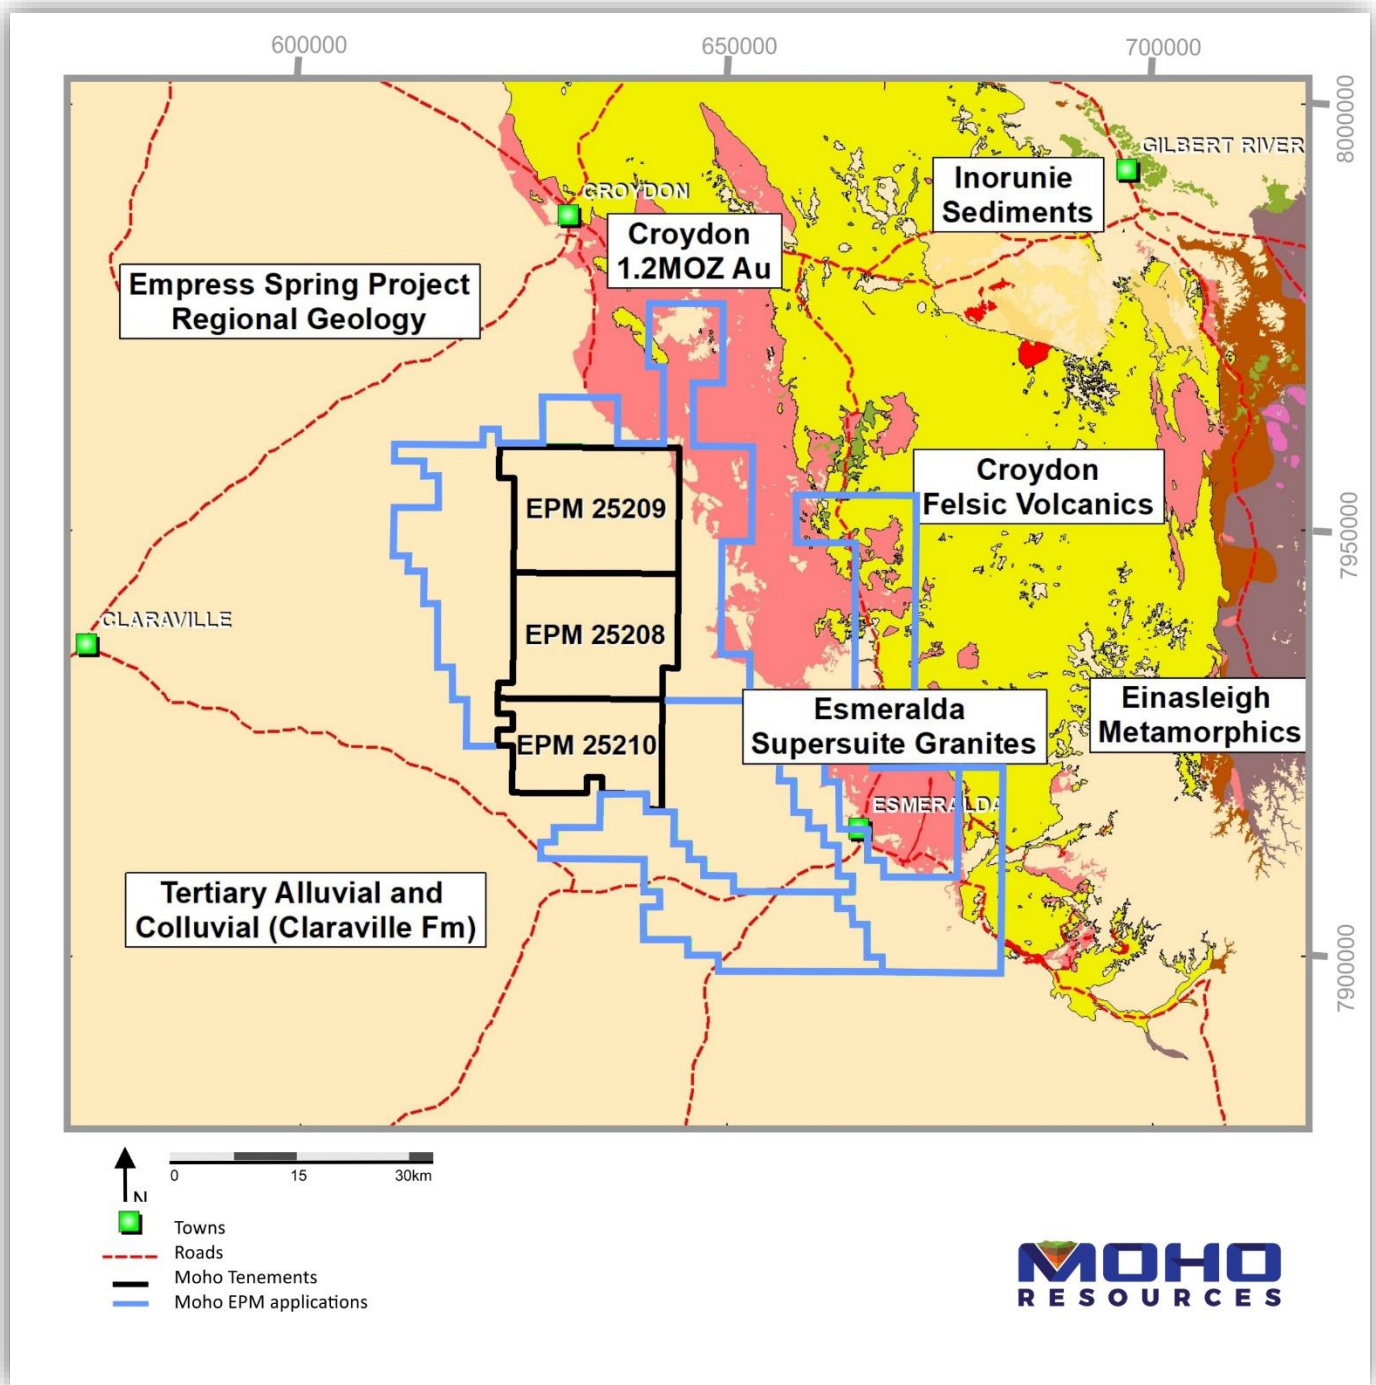 600000
650000
700000
8000000
GILBERT RIVER
Inorunie
Sediments
CROYDON
Croydon
1.2MOZ Au
Empress Spring Project
Regional Geology
Croydon
Felsic Volcanics
EPM 25209
7950000
CLARAVILLE
EPM 25208
Einasleigh
Metamorphics
Esmeralda
Supersuite Granites
EPM 25210
ESMERALDA
Tertiary Alluvial and
Colluvial (Claraville Fm)
7900000
N
0 15 30km
Towns
Roads
Moho Tenements
Moho EPM applications
MOHO
RESOURCES